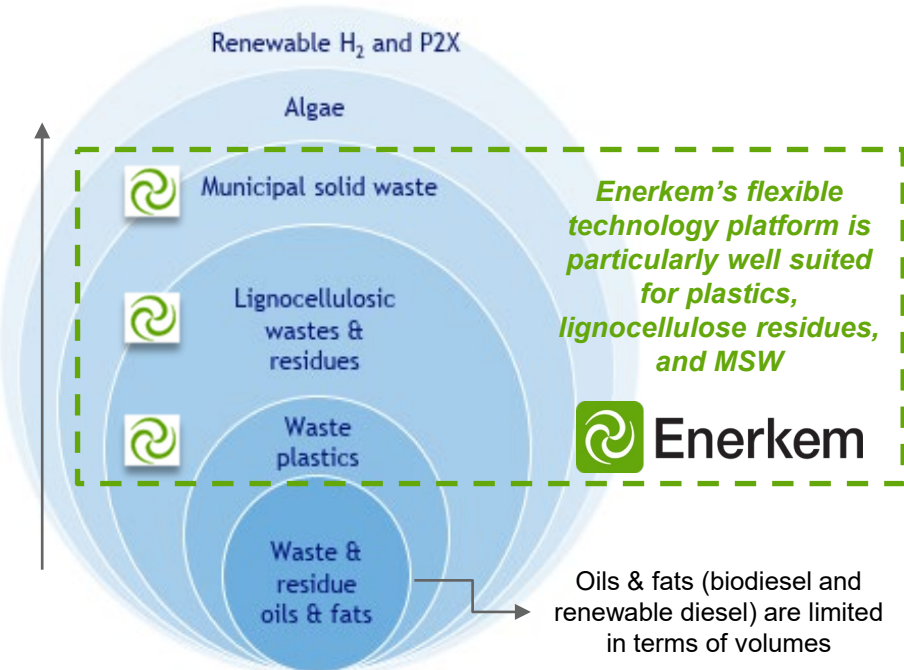 Renewable H₂ and P2X
Algae
Municipal solid waste
Lignocellulosic
wastes &
residues
Waste
plastics
Waste &
residue
oils & fats
Enerkem's flexible
technology platform is
particularly well suited
for plastics,
lignocellulose residues,
and MSW
Enerkem
Oils & fats (biodiesel and
renewable diesel) are limited
in terms of volumes